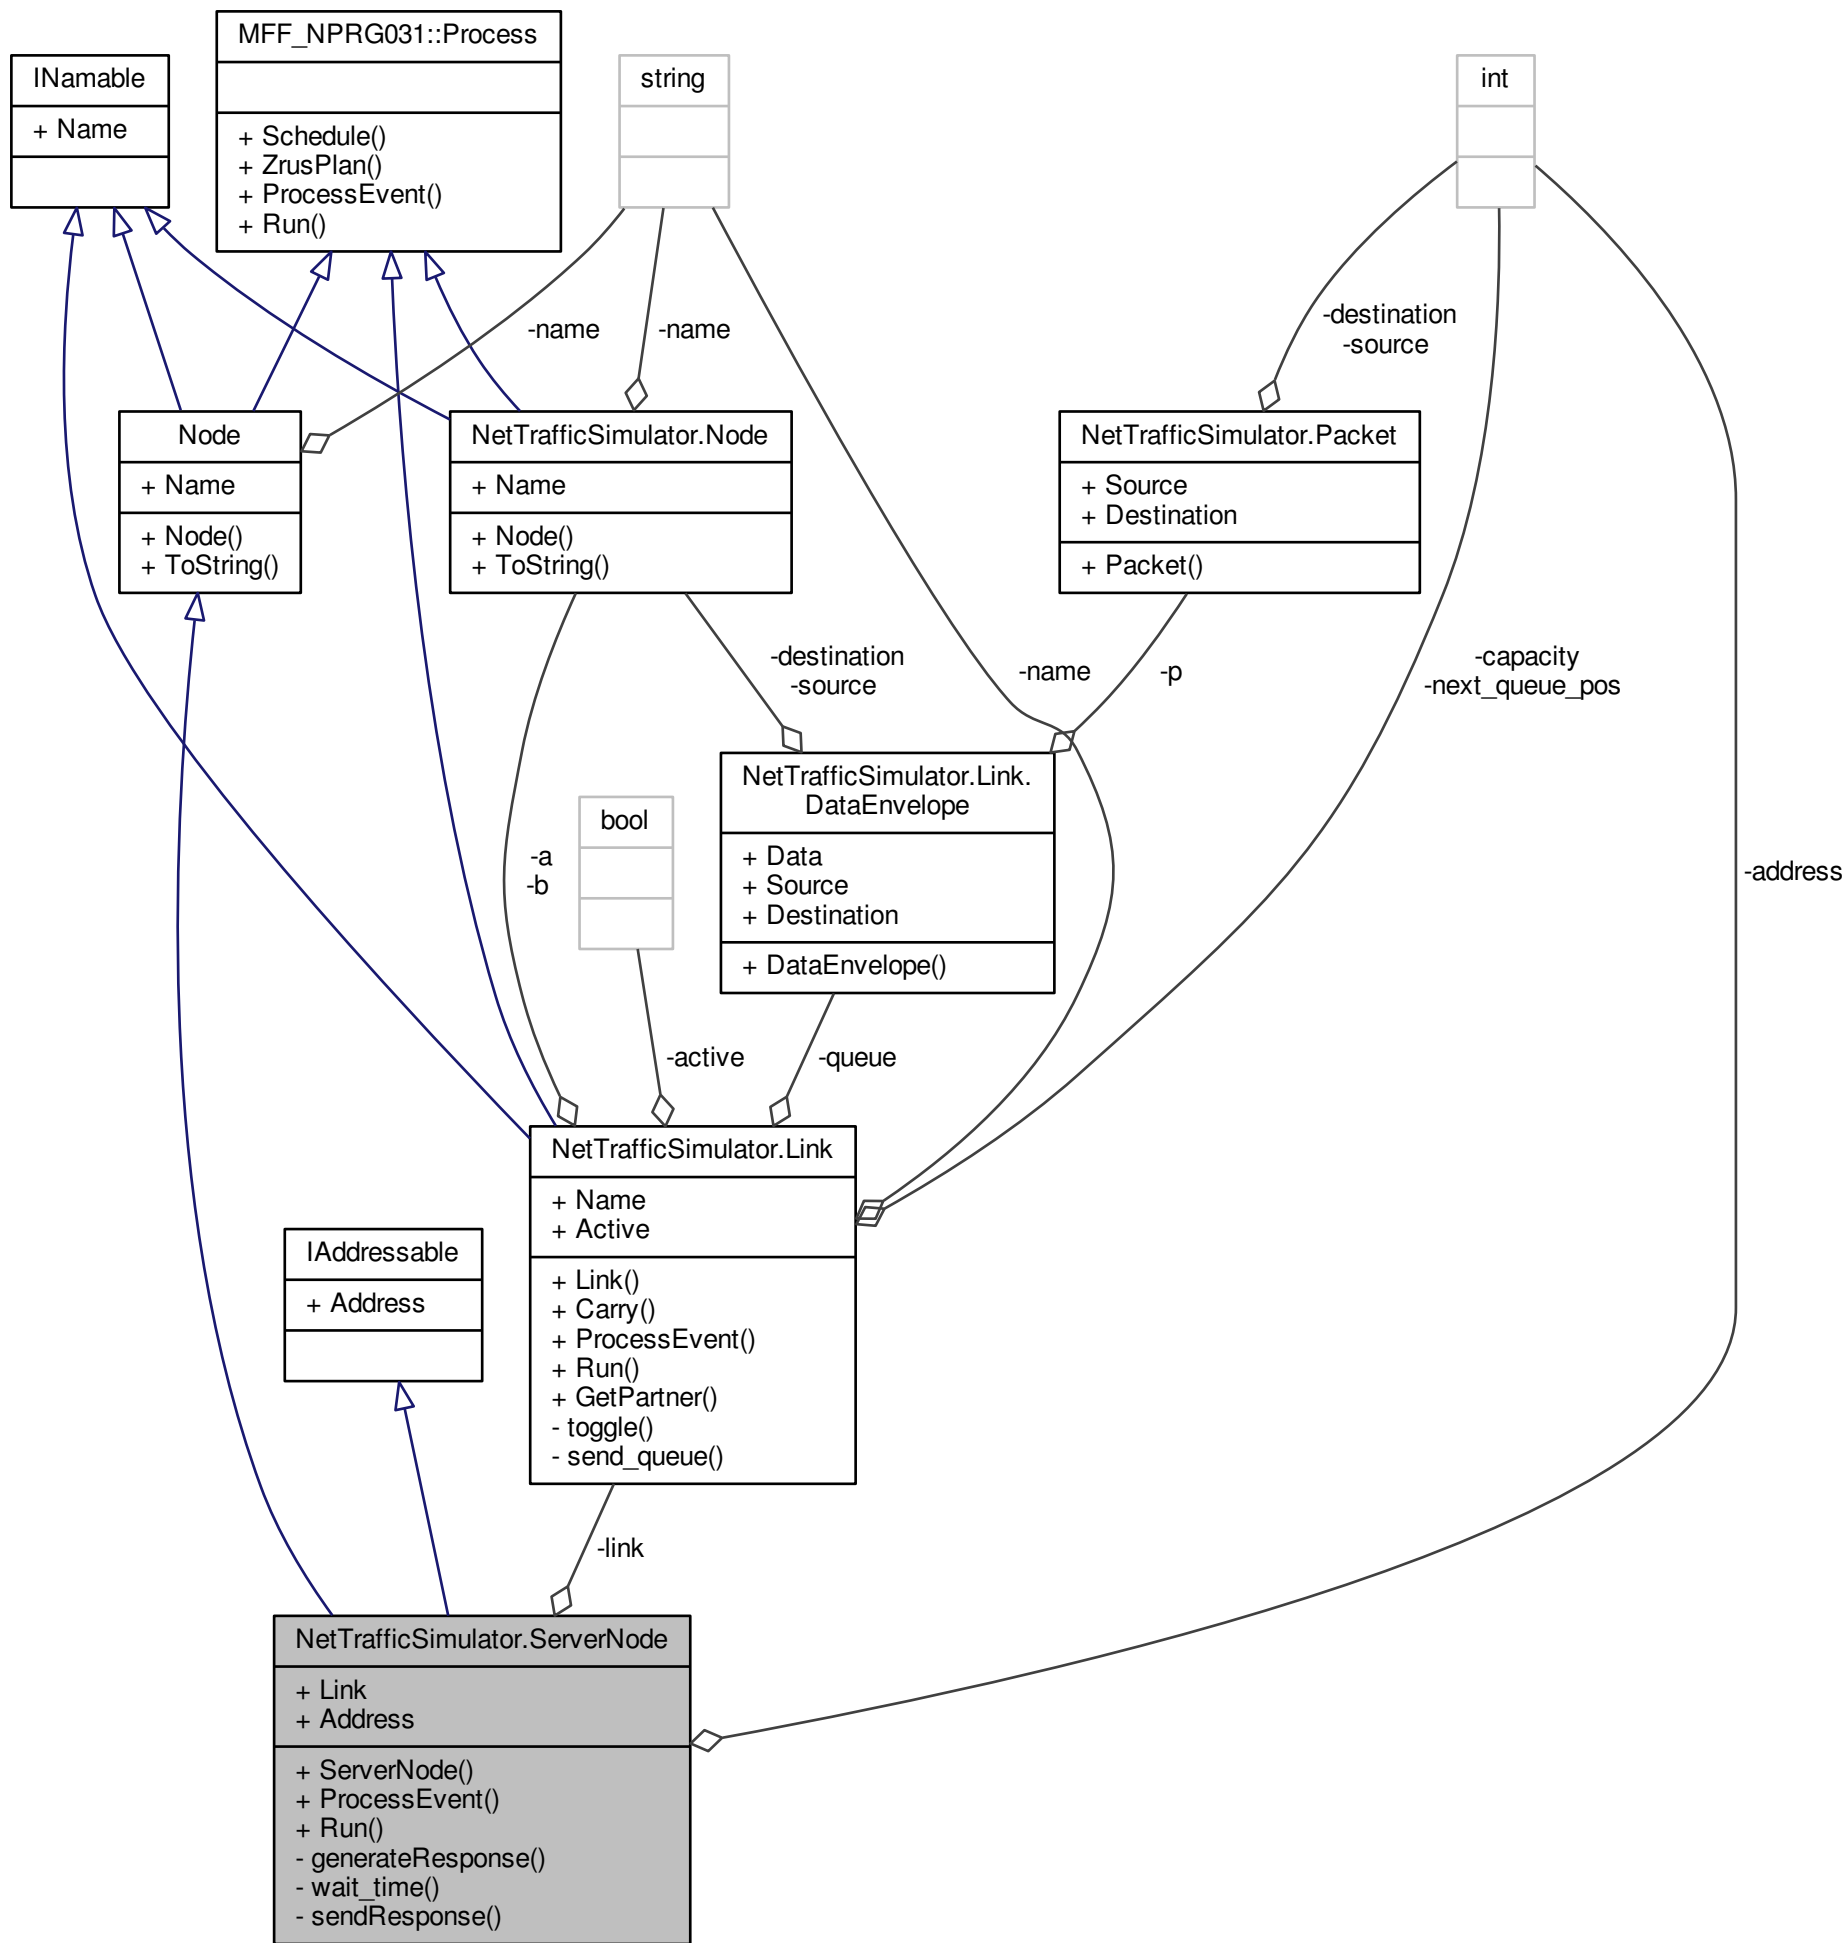 MFF_NPRG031::Process
+ Schedule()
+ ZrusPlan()
+ ProcessEvent()
+ Run()
INamable
+ Name
string
int
-name
-name
-destination
-source
Node
+ Name
+ Node()
+ ToString()
NetTrafficSimulator.Node
+ Name
+ Node()
+ ToString()
NetTrafficSimulator.Packet
+ Source
+ Destination
+ Packet()
-destination
-source
-name
-p
-capacity
-next_queue_pos
-a
-b
bool
NetTrafficSimulator.Link.
DataEnvelope
+ Data
+ Source
+ Destination
+ DataEnvelope()
-address
-active
-queue
NetTrafficSimulator.Link
+ Name
+ Active
+ Link()
+ Carry()
+ ProcessEvent()
+ Run()
+ GetPartner()
- toggle()
- send_queue()
IAddressable
+ Address
-link
NetTrafficSimulator.ServerNode
+ Link
+ Address
+ ServerNode()
+ ProcessEvent()
+ Run()
- generateResponse()
- wait_time()
- sendResponse()